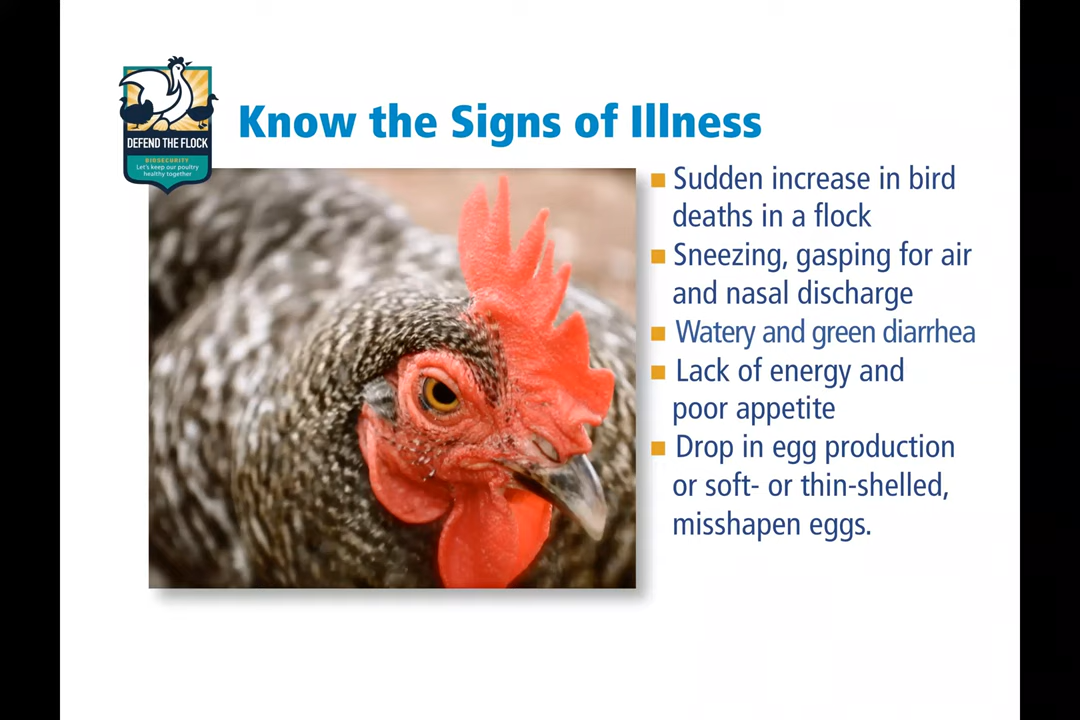 DEFEND THE FLOCK
BIOSECURITY
Let's keep our poultry
healthy together
Know the Signs of Illness
Sudden increase in bird
deaths in a flock
Sneezing, gasping for air
and nasal discharge
Watery and green diarrhea
Lack of energy and
poor appetite
Drop in egg production
or soft- or thin-shelled,
misshapen eggs.